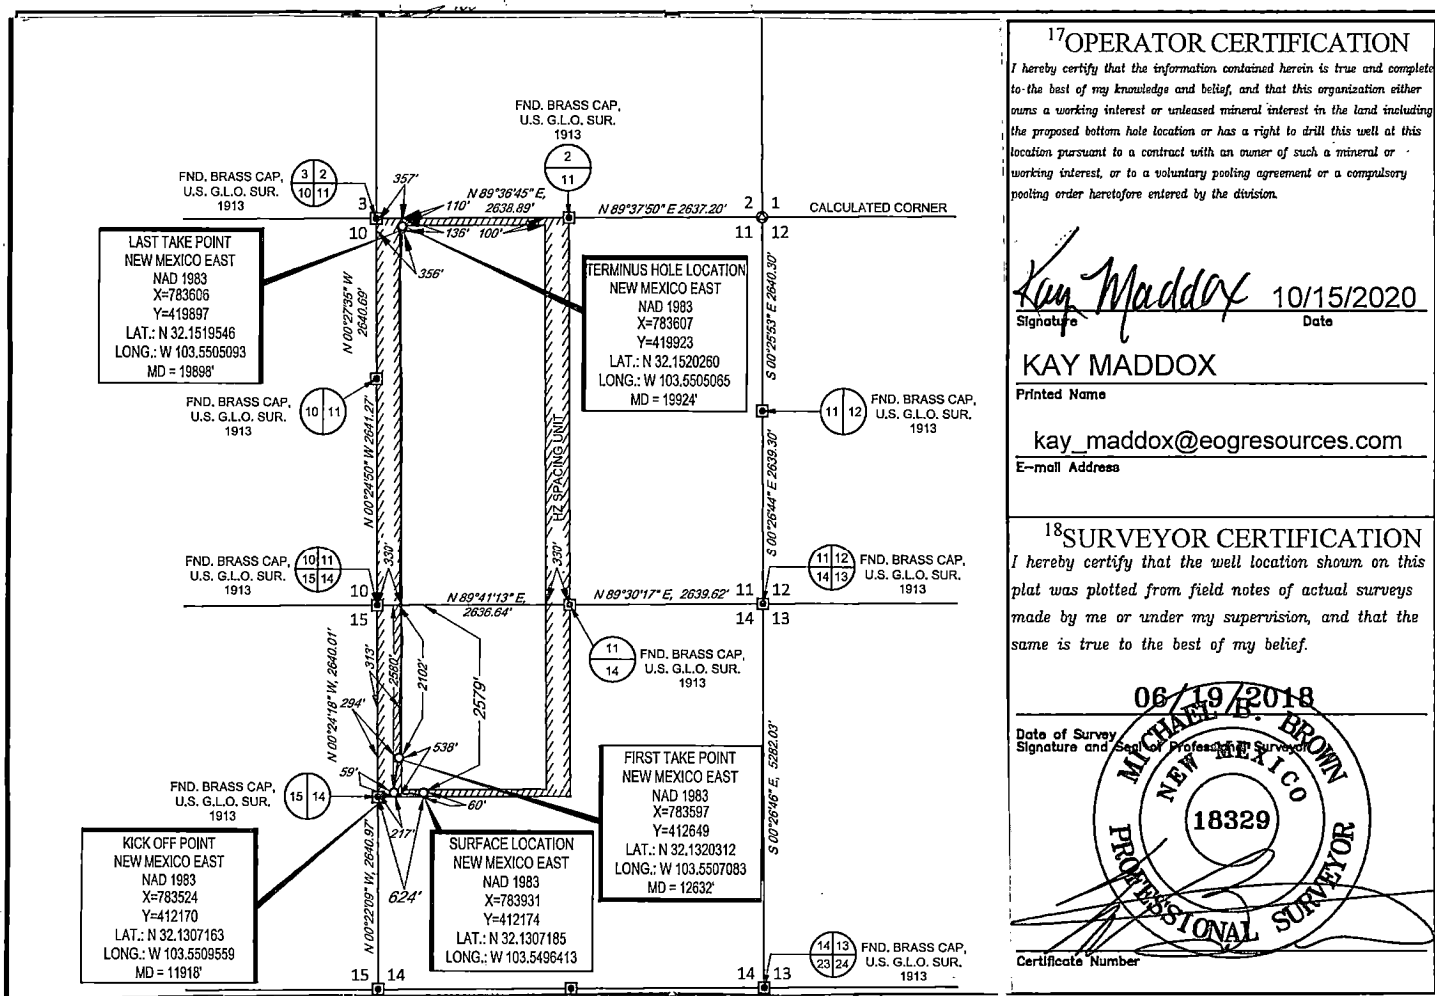 FND. BRASS CAP,
U.S. G.L.O. SUR.
1913
2
11
FND. BRASS CAP,
U.S. G.L.O. SUR.
1913
3 2
10 11
357'
N 89°36'45" E,
2638.89'
110'
136'
100'
356'
N 89°37'50" E 2637.20'
3
10
2 1
11 12
CALCULATED CORNER
LAST TAKE POINT
NEW MEXICO EAST
NAD 1983
X=783606
Y=419897
LAT.: N 32.1519546
LONG.: W 103.5505093
MD = 19898'
TERMINUS HOLE LOCATION
NEW MEXICO EAST
NAD 1983
X=783607
Y=419923
LAT.: N 32.1520260
LONG.: W 103.5505065
MD = 19924'
N 00°27'35" W
2640.69'
S 00°25'53" E 2640.30'
FND. BRASS CAP,
U.S. G.L.O. SUR.
1913
10 11
11 12
FND. BRASS CAP,
U.S. G.L.O. SUR.
1913
N 00°24'50" W 2641.27'
HZ SPACING UNIT
S 00°26'44" E 2639.30'
330'
330'
FND. BRASS CAP,
U.S. G.L.O. SUR.
1913
10 11
15 14
11 12
14 13
FND. BRASS CAP,
U.S. G.L.O. SUR.
1913
10
15
N 89°41'13" E,
2636.64'
N 89°30'17" E, 2639.62'
11 12
14 13
11
14
FND. BRASS CAP,
U.S. G.L.O. SUR.
1913
N 00°24'18" W, 2640.01'
313'
2580'
2102'
2579'
294'
538'
59'
60'
217'
624'
S 00°26'46" E, 5282.03'
FND. BRASS CAP,
U.S. G.L.O. SUR.
1913
15 14
FIRST TAKE POINT
NEW MEXICO EAST
NAD 1983
X=783597
Y=412649
LAT.: N 32.1320312
LONG.: W 103.5507083
MD = 12632'
KICK OFF POINT
NEW MEXICO EAST
NAD 1983
X=783524
Y=412170
LAT.: N 32.1307163
LONG.: W 103.5509559
MD = 11918'
SURFACE LOCATION
NEW MEXICO EAST
NAD 1983
X=783931
Y=412174
LAT.: N 32.1307185
LONG.: W 103.5496413
N 00°22'09" W, 2640.97'
15 14
14 13
14 13
23 24
FND. BRASS CAP,
U.S. G.L.O. SUR.
1913
17OPERATOR CERTIFICATION
I hereby certify that the information contained herein is true and complete
to the best of my knowledge and belief, and that this organization either
owns a working interest or unleased mineral interest in the land including
the proposed bottom hole location or has a right to drill this well at this
location pursuant to a contract with an owner of such a mineral or
working interest, or to a voluntary pooling agreement or a compulsory
pooling order heretofore entered by the division.
Kay Maddox 10/15/2020
Signature Date
KAY MADDOX
Printed Name
kay_maddox@eogresources.com
E-mail Address
18SURVEYOR CERTIFICATION
I hereby certify that the well location shown on this
plat was plotted from field notes of actual surveys
made by me or under my supervision, and that the
same is true to the best of my belief.
06/19/2018
Date of Survey
Signature and Seal of Professional Surveyor
MICHAEL B. BROWN
NEW MEXICO
18329
PROFESSIONAL SURVEYOR
Certificate Number